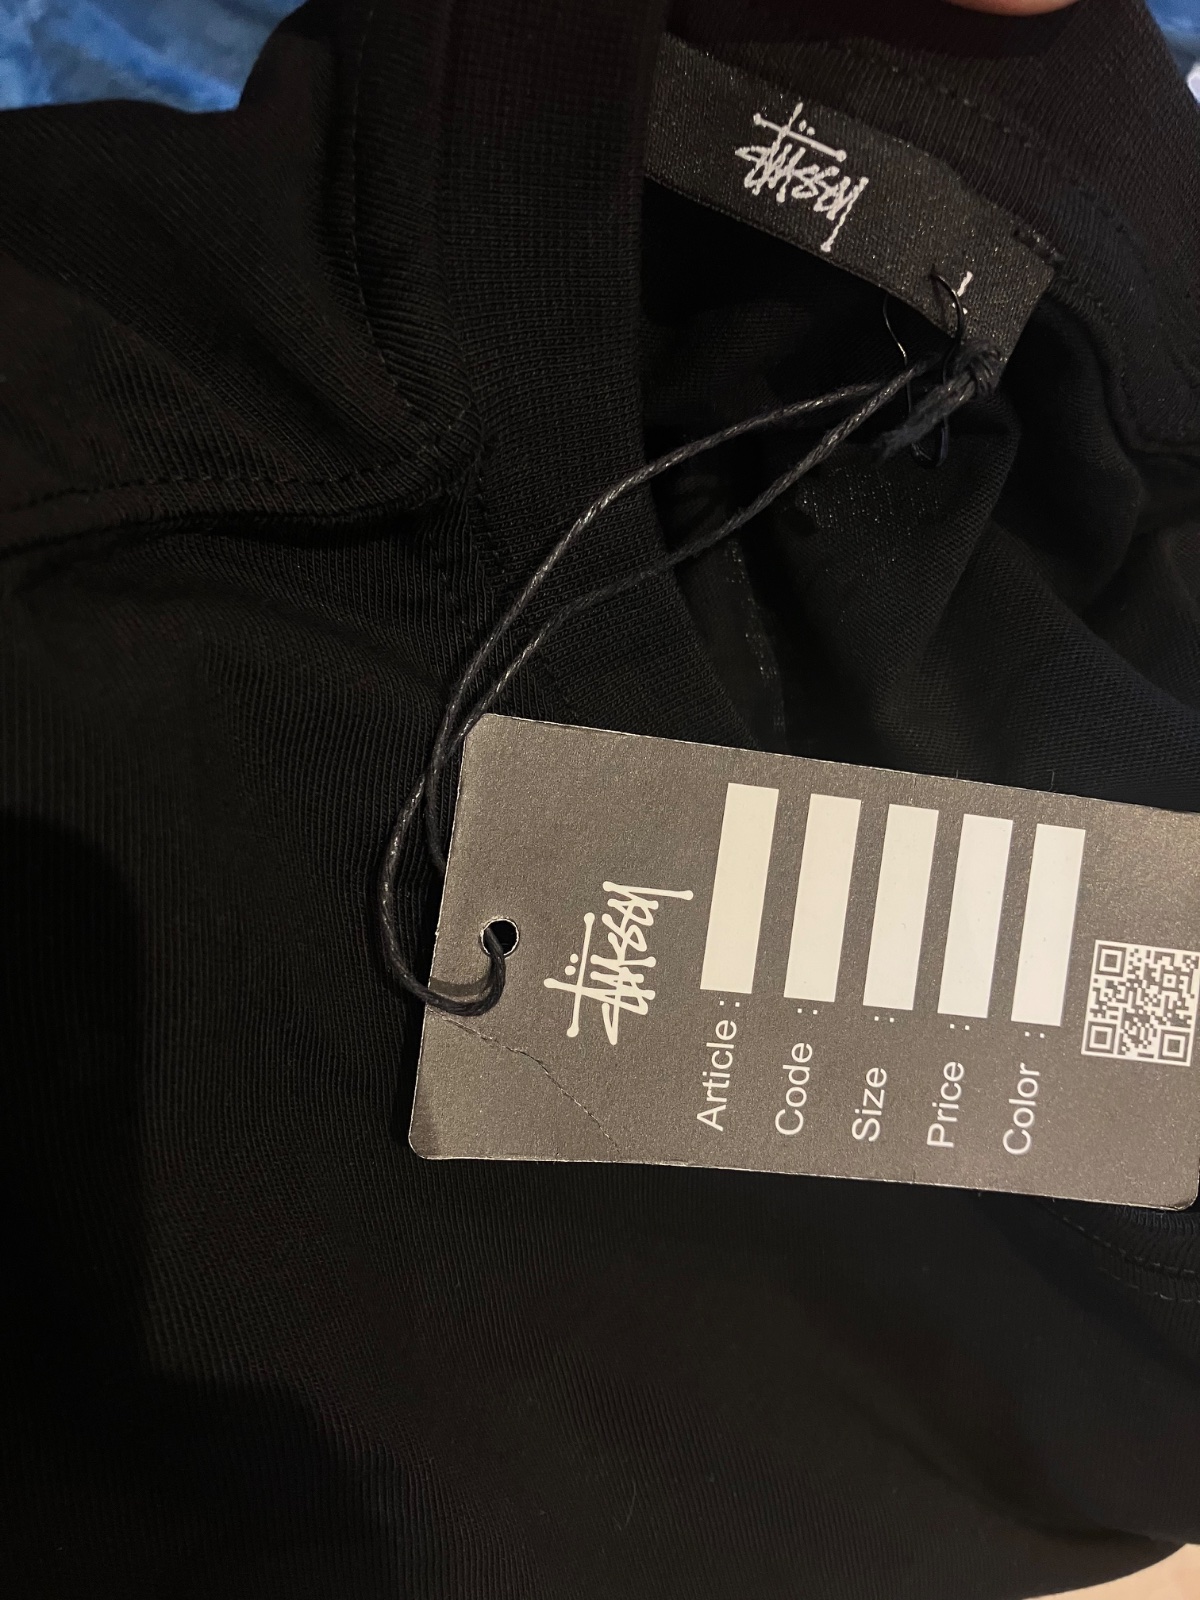 Stüssy
Stüssy
Article :
Code :
Size :
Price :
Color :